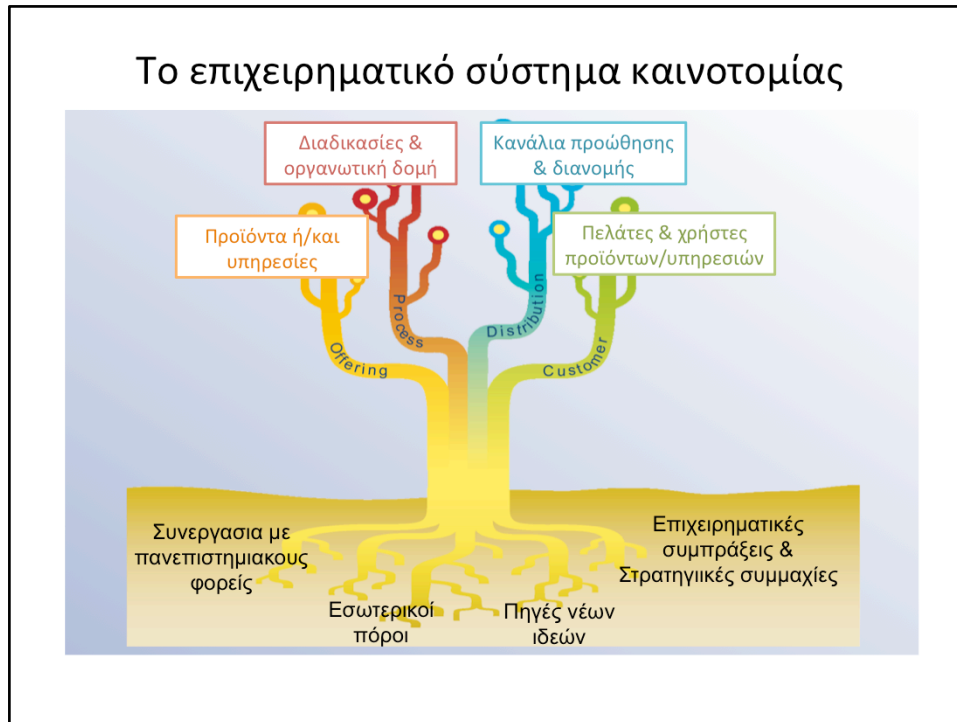 Το επιχειρηματικό σύστημα καινοτομίας
Διαδικασίες &
οργανωτική δομή
Κανάλια προώθησης
& διανομής
Προϊόντα ή/και
υπηρεσίες
Πελάτες & χρήστες
προϊόντων/υπηρεσιών
Offering
Process
Distribution
Customer
Συνεργασια με
πανεπιστημιακους
φορείς
Εσωτερικοί
πόροι
Πηγές νέων
ιδεών
Επιχειρηματικές
συμπράξεις &
Στρατηγιικές συμμαχίες